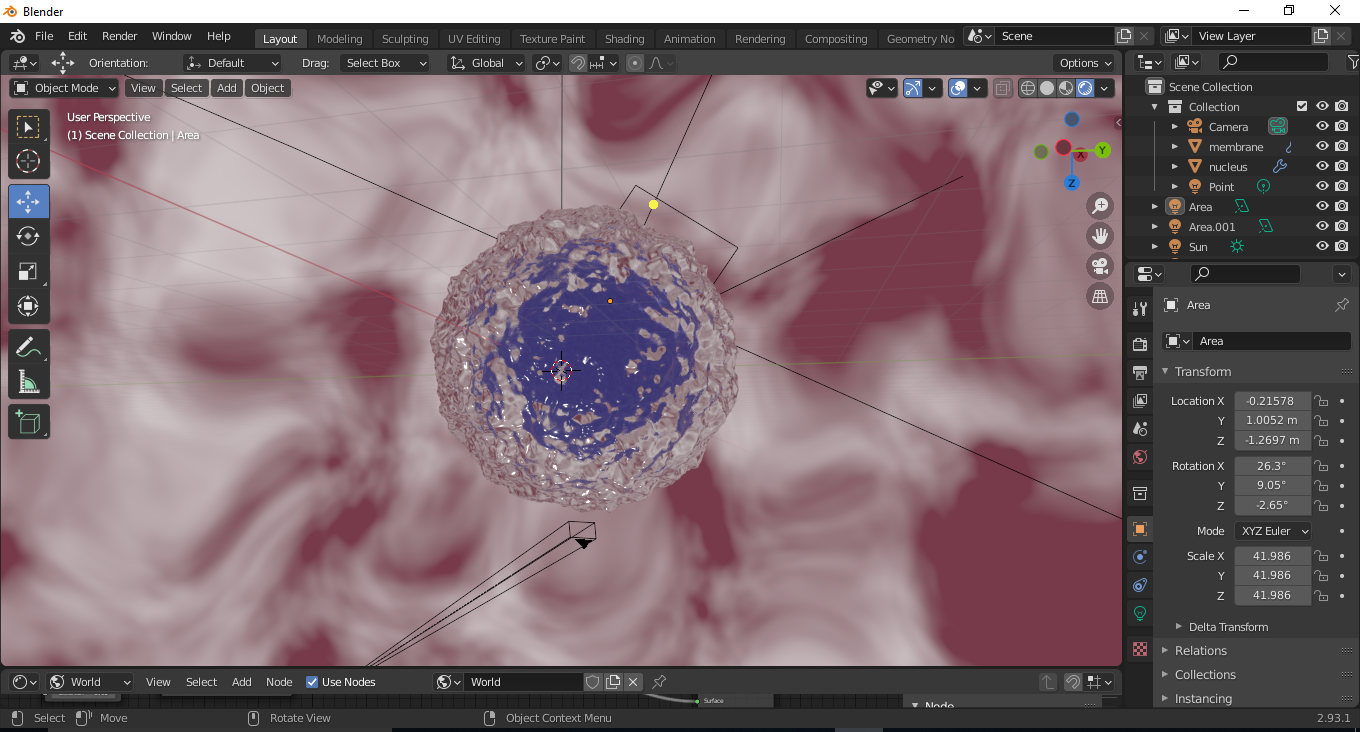 Blender
File Edit Render Window Help Layout Modeling Sculpting UV Editing Texture Paint Shading Animation Rendering Compositing Geometry No Scene View Layer
Orientation: Default Drag: Select Box Global Options
Object Mode View Select Add Object
User Perspective
(1) Scene Collection | Area
X
Y
Z
Scene Collection
Collection
Camera
membrane
nucleus
Point
Area
Area.001
Sun
Area
Area
Transform
Location X -0.21578
Y 1.0052 m
Z -1.2697 m
Rotation X 26.3°
Y 9.05°
Z -2.65°
Mode XYZ Euler
Scale X 41.986
Y 41.986
Z 41.986
Delta Transform
Relations
Collections
Instancing
World View Select Add Node Use Nodes World
Surface
Node
Select Move Rotate View Object Context Menu 2.93.1